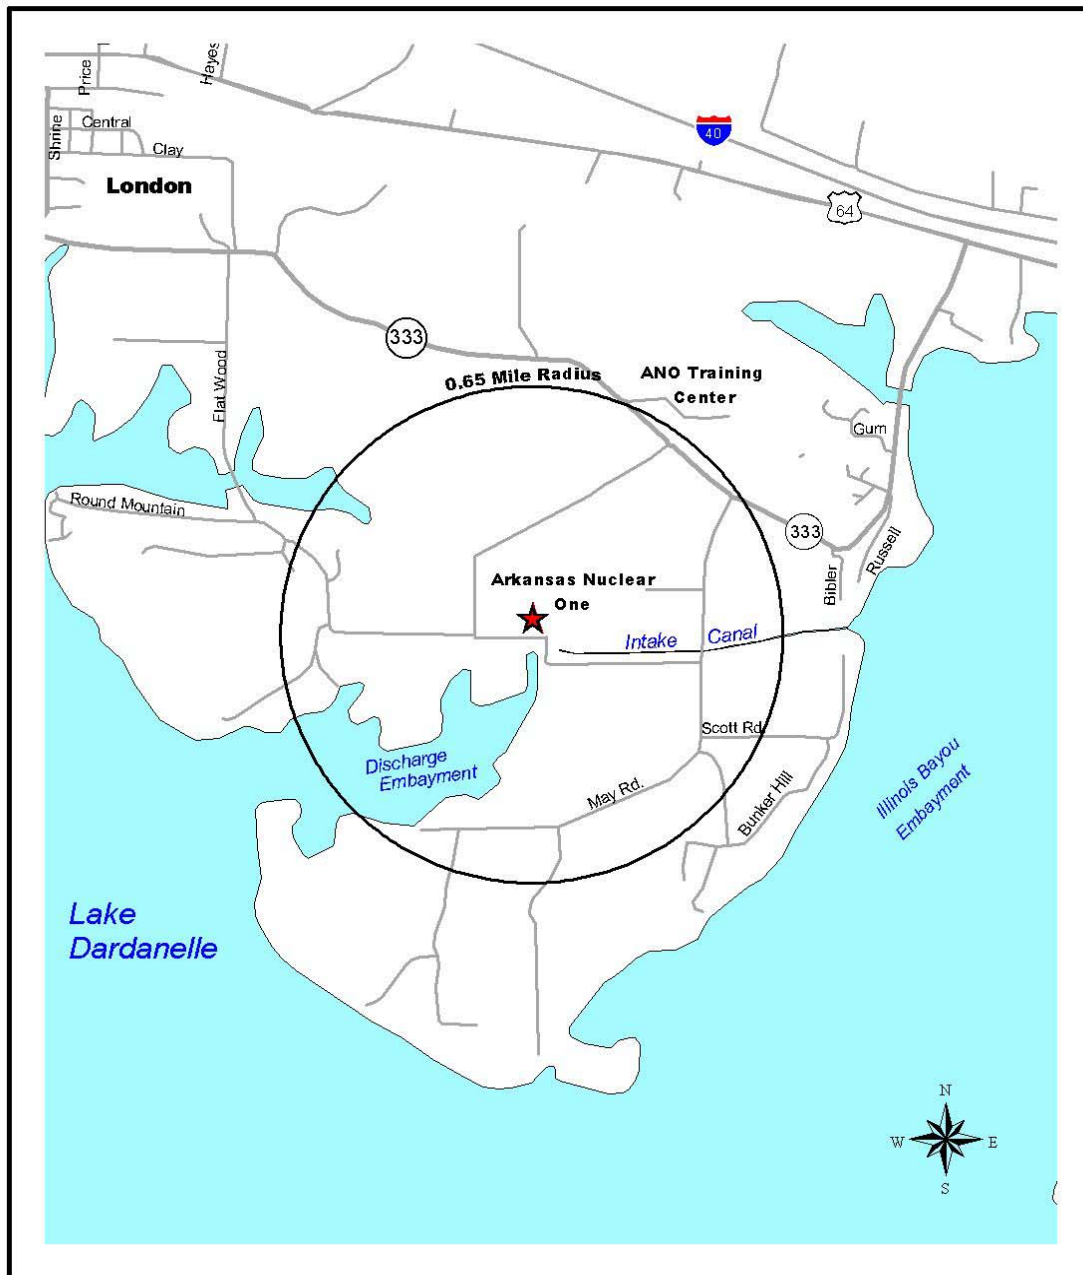 Price
Hayes
Central
Shrine
Clay
London
40
64
333
0.65 Mile Radius
ANO Training
Center
Flat Wood
Gum
Round Mountain
333
Russell
Bibler
Arkansas Nuclear
One
Intake Canal
Scott Rd.
Discharge
Embayment
May Rd.
Bunker Hill
Illinois Bayou
Embayment
Lake
Dardanelle
N
W E
S